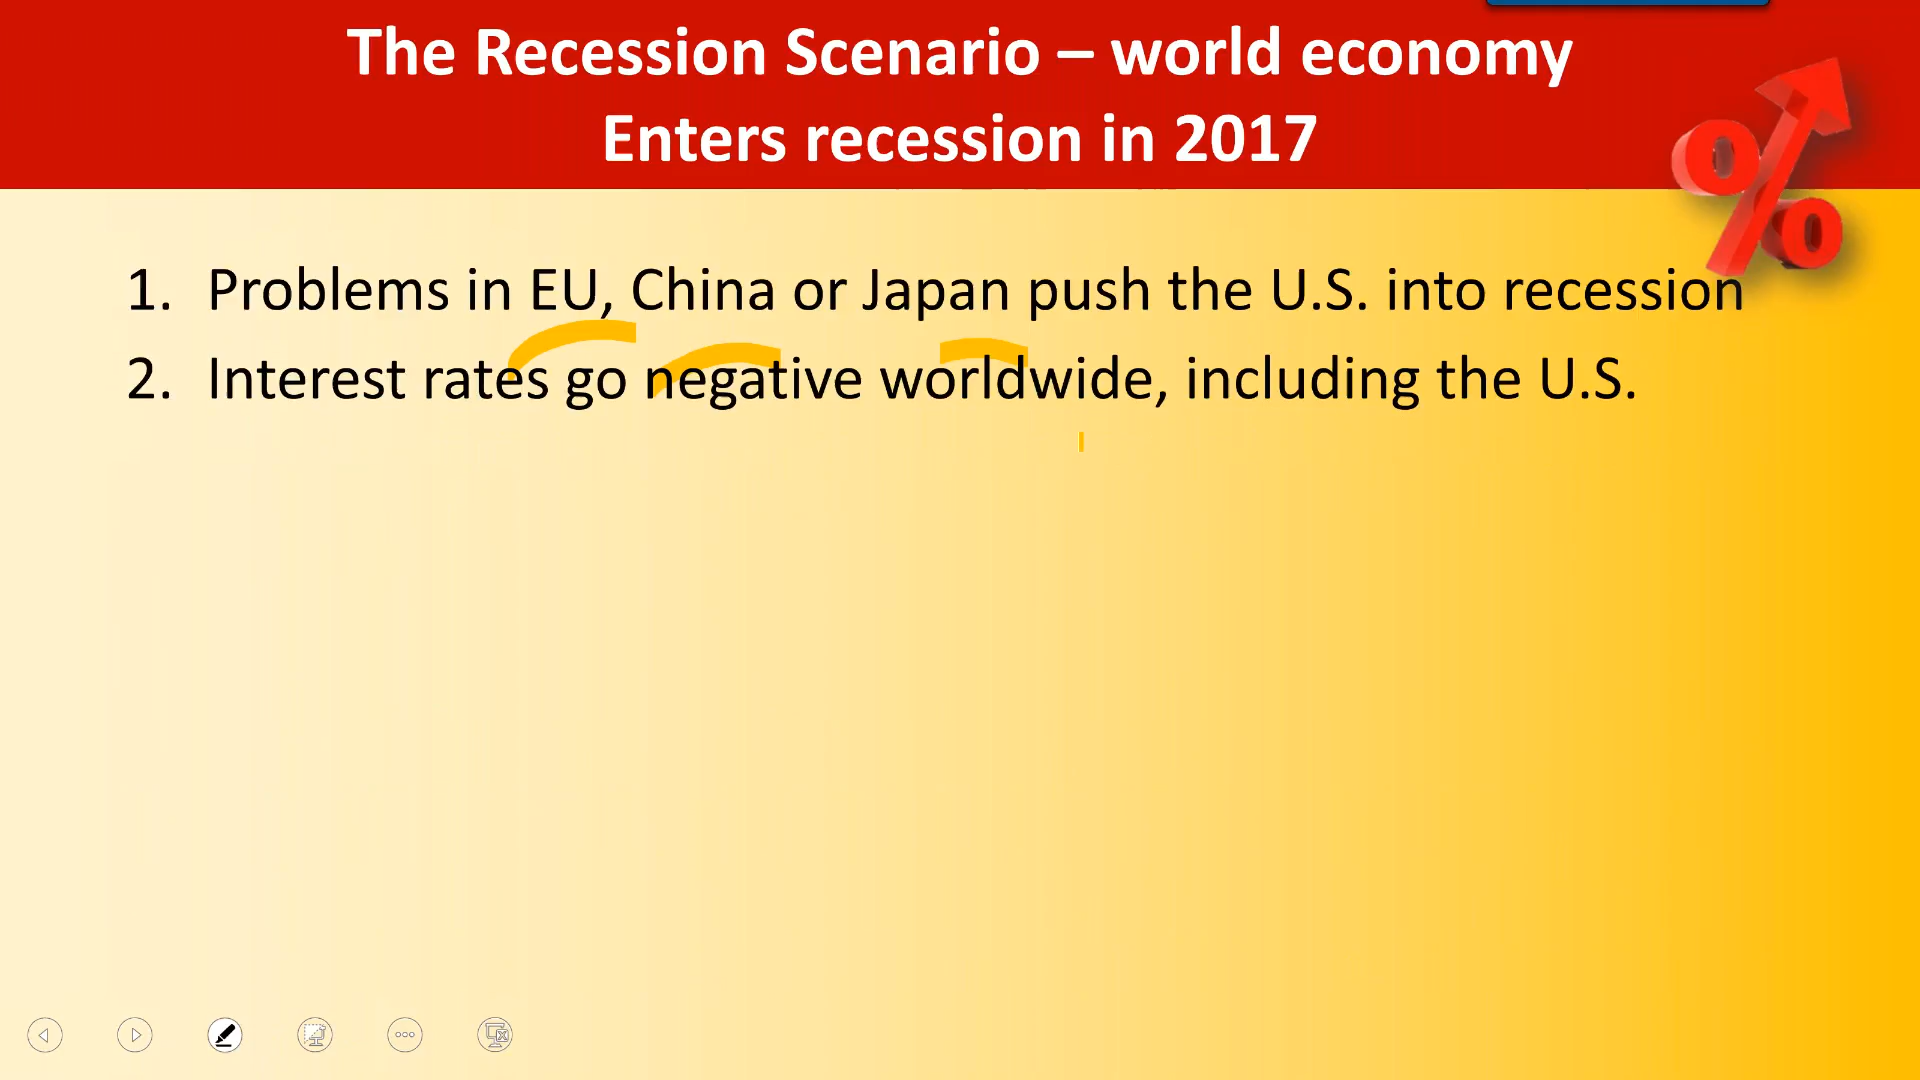 The Recession Scenario – world economy
Enters recession in 2017
%
1. Problems in EU, China or Japan push the U.S. into recession
2. Interest rates go negative worldwide, including the U.S.